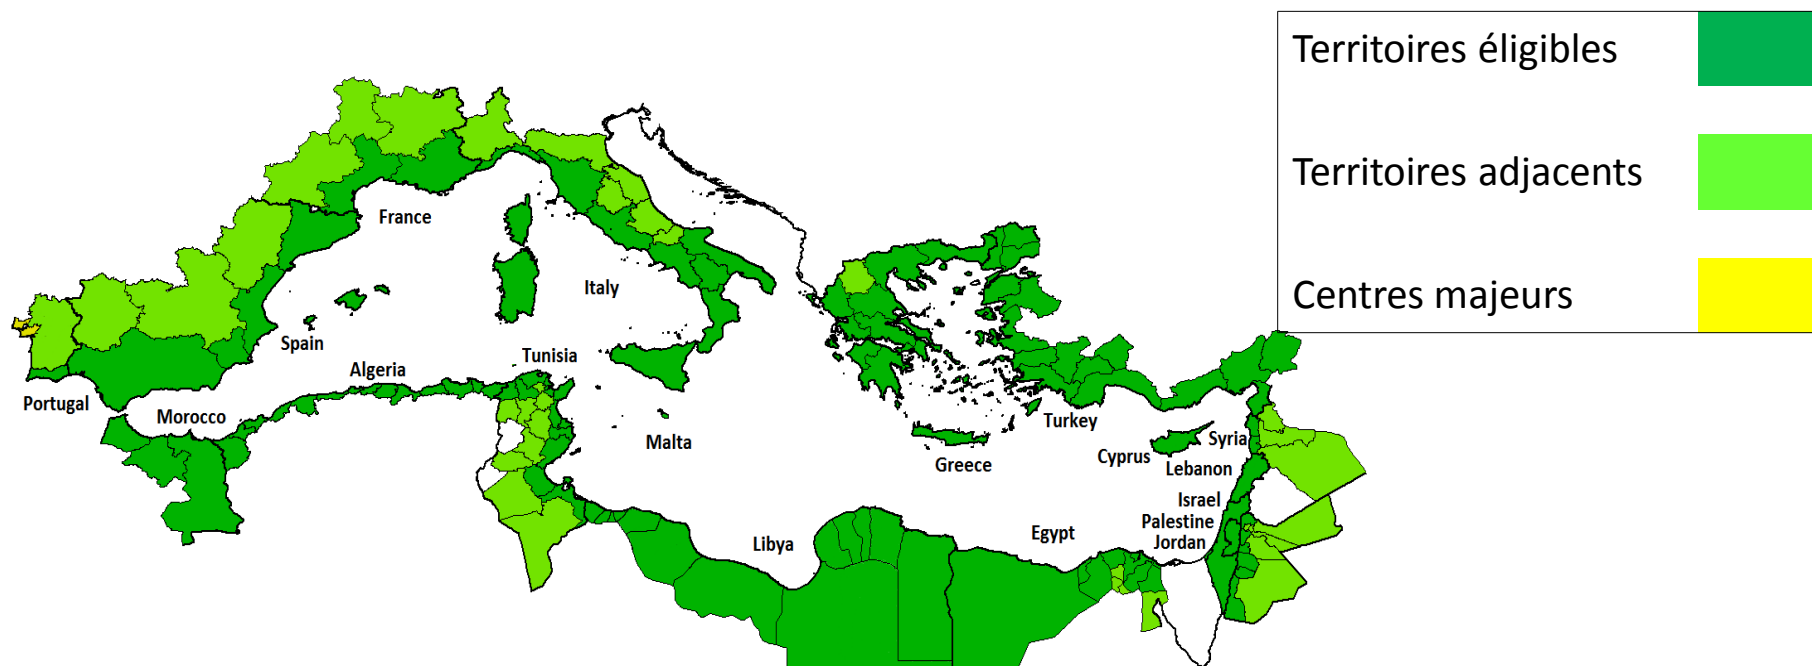 Territoires éligibles
Territoires adjacents
Centres majeurs
France
Italy
Spain
Tunisia
Algeria
Portugal
Morocco
Malta
Turkey
Greece
Cyprus
Syria
Lebanon
Israel
Palestine
Jordan
Egypt
Libya